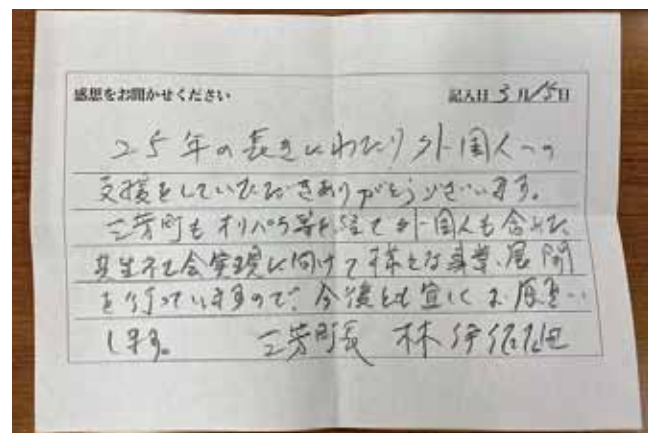 感想をお聞かせください
記入日 3月15日
25年の長きにわたり外国人への
支援をしていただきありがとうございます。
三芳町もオリパラ等を経て外国人も含めた
共生社会実現に向けて様々な事業展開
を行っていますので、今後とも宜しくお願い
します。 三芳町長 林伊佐雄